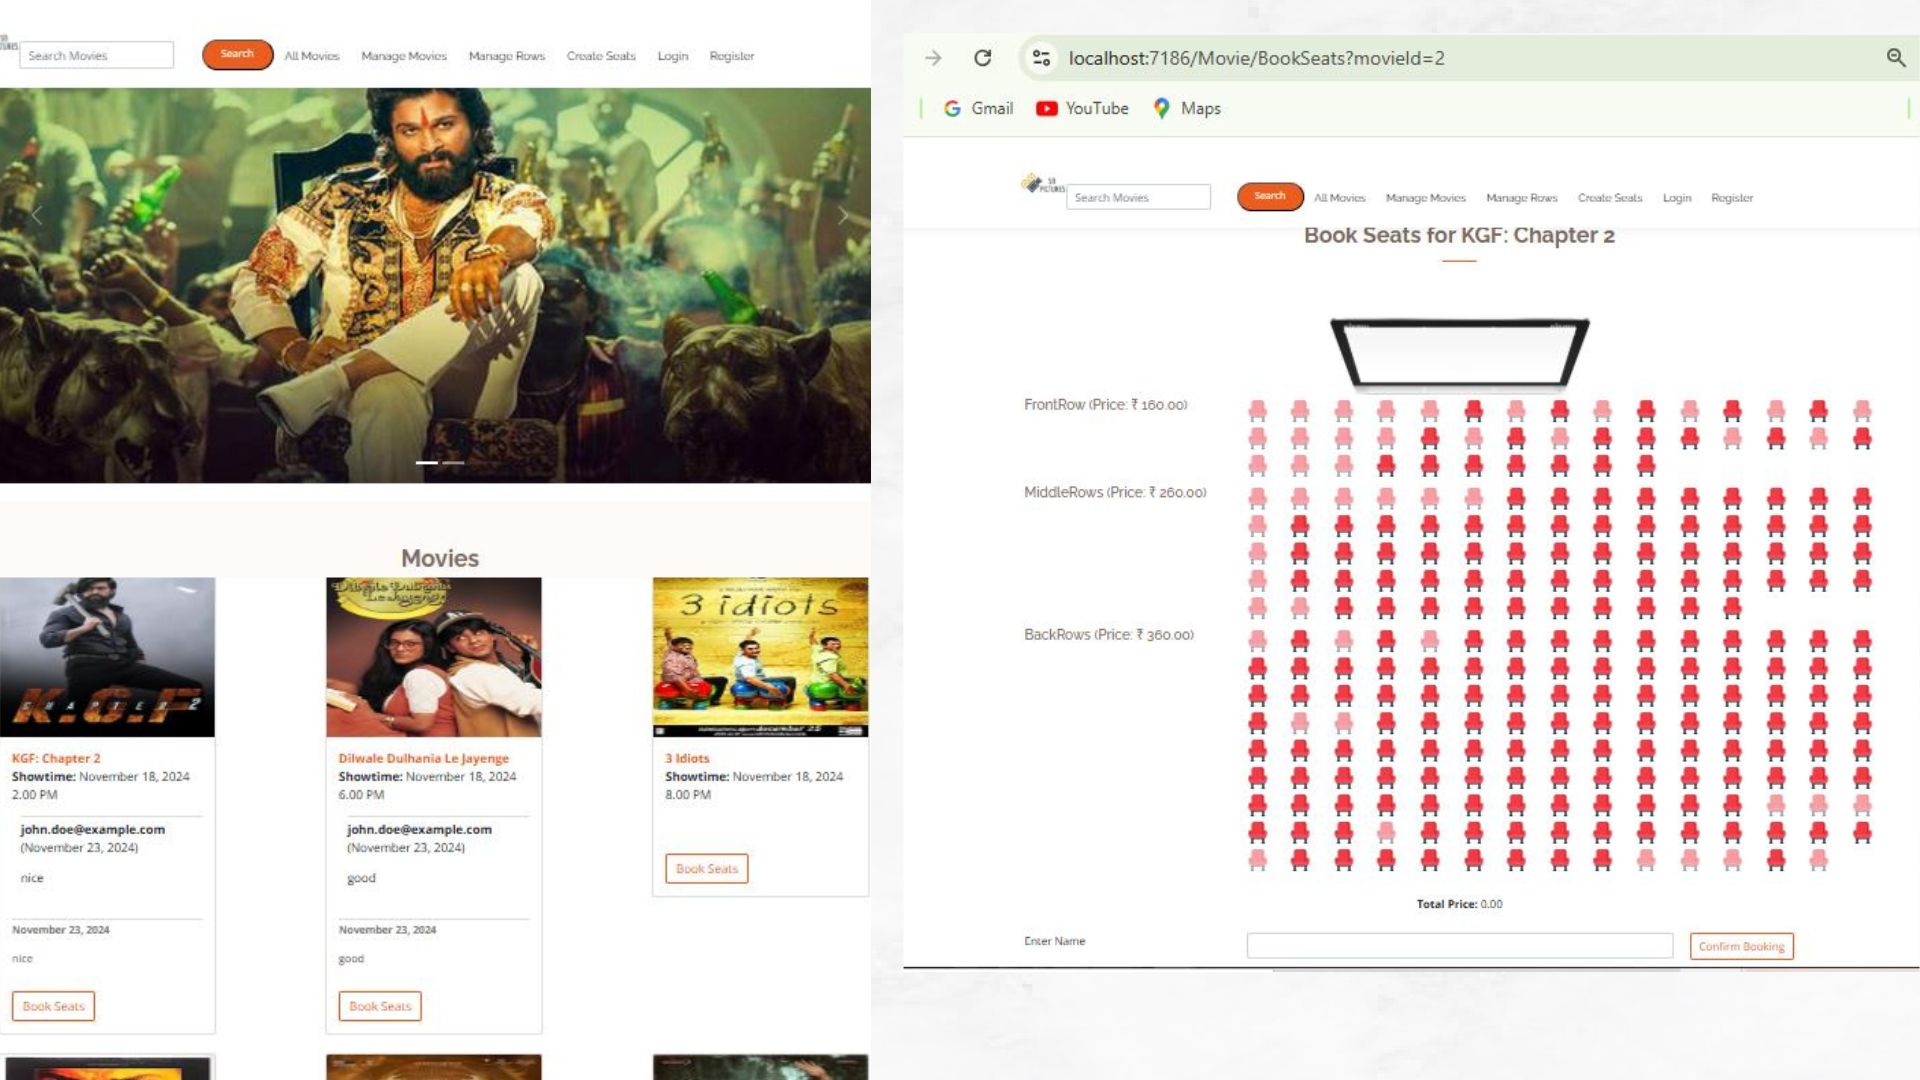 Search Movies
Search
All Movies
Manage Movies
Manage Rows
Create Seats
Login
Register
Movies
Dilwale Dulhania
Le Jayenge
3 idiots
K.G.F
CHAPTER 2
KGF: Chapter 2
Showtime: November 18, 2024
2.00 PM
john.doe@example.com
(November 23, 2024)
nice
November 23, 2024
nice
Book Seats
Dilwale Dulhania Le Jayenge
Showtime: November 18, 2024
6.00 PM
john.doe@example.com
(November 23, 2024)
good
November 23, 2024
good
Book Seats
3 Idiots
Showtime: November 18, 2024
8.00 PM
Book Seats
localhost:7186/Movie/BookSeats?movieId=2
Gmail
YouTube
Maps
SR
PICTURES
Search Movies
Search
All Movies
Manage Movies
Manage Rows
Create Seats
Login
Register
Book Seats for KGF: Chapter 2
FrontRow (Price: ₹ 160.00)
MiddleRows (Price: ₹ 260.00)
BackRows (Price: ₹ 360.00)
Total Price: 0.00
Enter Name
Confirm Booking